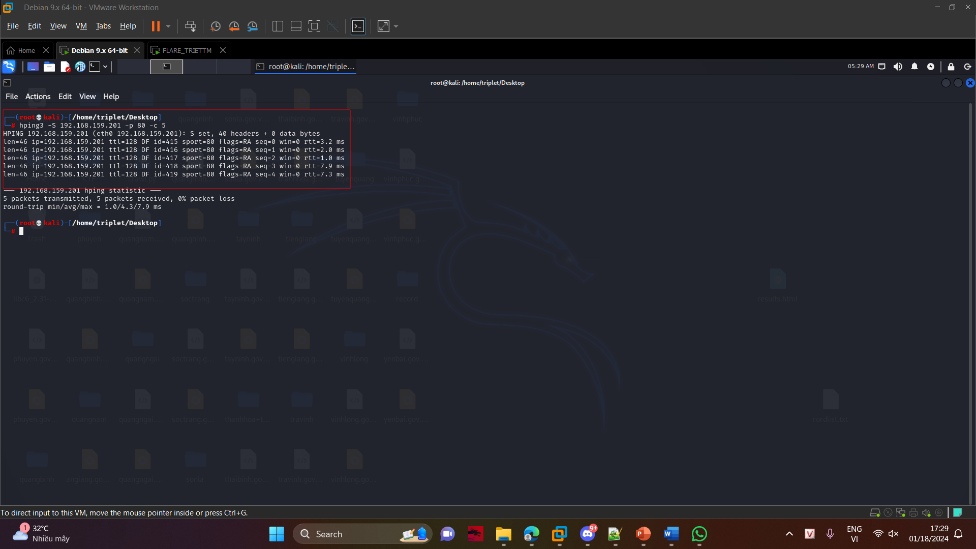 Debian 9.x 64-bit - VMware Workstation
File Edit View VM Tabs Help
Home Debian 9.x 64-bit FLARE_TRIETTM
root@kali: /home/triple... 05:29 AM
root@kali: /home/triplet/Desktop
File Actions Edit View Help
(root💀kali)-[/home/triplet/Desktop]
# hping3 -S 192.168.159.201 -p 80 -c 5
HPING 192.168.159.201 (eth0 192.168.159.201): S set, 40 headers + 0 data bytes
len=46 ip=192.168.159.201 ttl=128 DF id=415 sport=80 flags=RA seq=0 win=0 rtt=3.2 ms
len=46 ip=192.168.159.201 ttl=128 DF id=416 sport=80 flags=RA seq=1 win=0 rtt=2.0 ms
len=46 ip=192.168.159.201 ttl=128 DF id=417 sport=80 flags=RA seq=2 win=0 rtt=1.0 ms
len=46 ip=192.168.159.201 ttl=128 DF id=418 sport=80 flags=RA seq=3 win=0 rtt=7.9 ms
len=46 ip=192.168.159.201 ttl=128 DF id=419 sport=80 flags=RA seq=4 win=0 rtt=7.3 ms
--- 192.168.159.201 hping statistic ---
5 packets transmitted, 5 packets received, 0% packet loss
round-trip min/avg/max = 1.0/4.3/7.9 ms
(root💀kali)-[/home/triplet/Desktop]
#
To direct input to this VM, move the mouse pointer inside or press Ctrl+G.
1 32°C
Nhiều mây
Search
9+
ENG
VI
17:29
01/18/2024